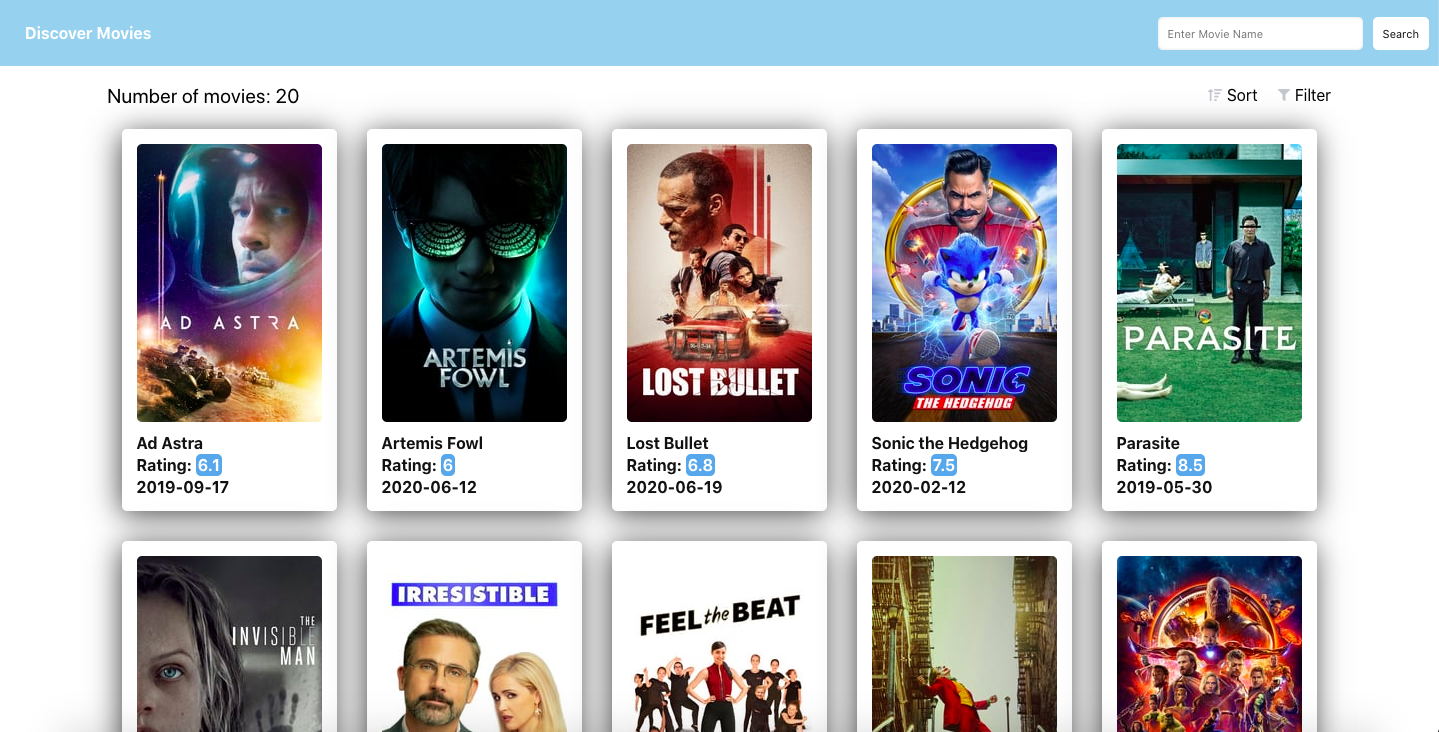 Discover Movies
Enter Movie Name
Search
Number of movies: 20
Sort
Filter
AD ASTRA
ARTEMIS
FOWL
LOST BULLET
SONIC
THE HEDGEHOG
PARASITE
Ad Astra
Rating: 6.1
2019-09-17
Artemis Fowl
Rating: 6
2020-06-12
Lost Bullet
Rating: 6.8
2020-06-19
Sonic the Hedgehog
Rating: 7.5
2020-02-12
Parasite
Rating: 8.5
2019-05-30
THE
INVISIBLE
MAN
IRRESISTIBLE
FEEL the BEAT